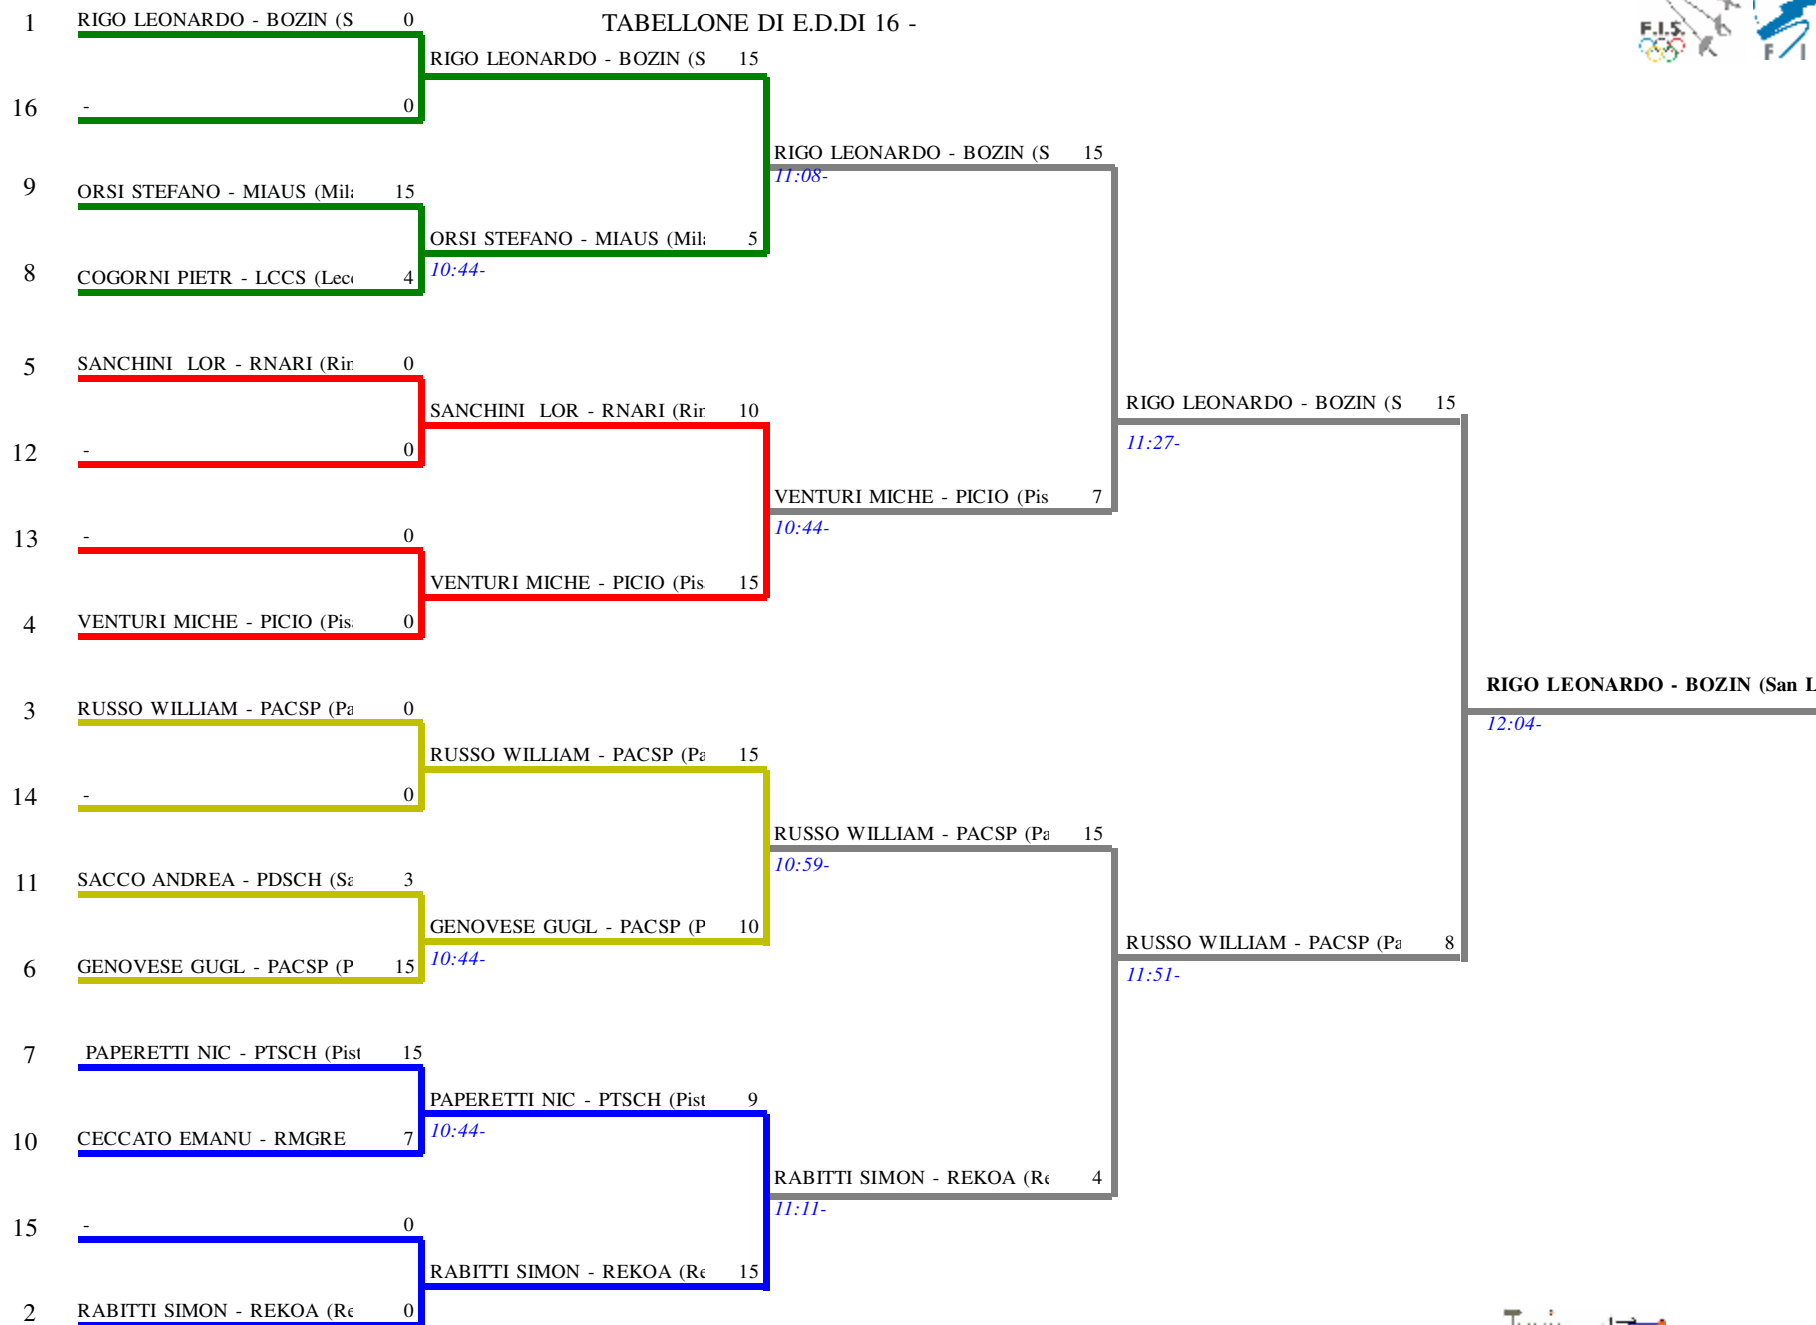 TABELLONE DI E.D.DI 16 -
F.I.S.
F I
1 RIGO LEONARDO - BOZIN (S 0
RIGO LEONARDO - BOZIN (S 15
16 - 0
RIGO LEONARDO - BOZIN (S 15
11:08-
9 ORSI STEFANO - MIAUS (Mila 15
ORSI STEFANO - MIAUS (Mila 5
10:44-
8 COGORNI PIETR - LCCS (Lecc 4
5 SANCHINI LOR - RNARI (Rin 0
RIGO LEONARDO - BOZIN (S 15
11:27-
SANCHINI LOR - RNARI (Rin 10
12 - 0
VENTURI MICHE - PICIO (Pis 7
10:44-
13 - 0
VENTURI MICHE - PICIO (Pis 15
4 VENTURI MICHE - PICIO (Pisa 0
RIGO LEONARDO - BOZIN (San L
12:04-
3 RUSSO WILLIAM - PACSP (Pa 0
RUSSO WILLIAM - PACSP (Pa 15
14 - 0
RUSSO WILLIAM - PACSP (Pa 15
10:59-
11 SACCO ANDREA - PDSCH (Sa 3
GENOVESE GUGL - PACSP (P 10
10:44-
RUSSO WILLIAM - PACSP (Pa 8
11:51-
6 GENOVESE GUGL - PACSP (P 15
7 PAPERETTI NIC - PTSCH (Pist 15
PAPERETTI NIC - PTSCH (Pist 9
10:44-
10 CECCATO EMANU - RMGRE 7
RABITTI SIMON - REKOA (Re 4
11:11-
15 - 0
RABITTI SIMON - REKOA (Re 15
2 RABITTI SIMON - REKOA (Re 0